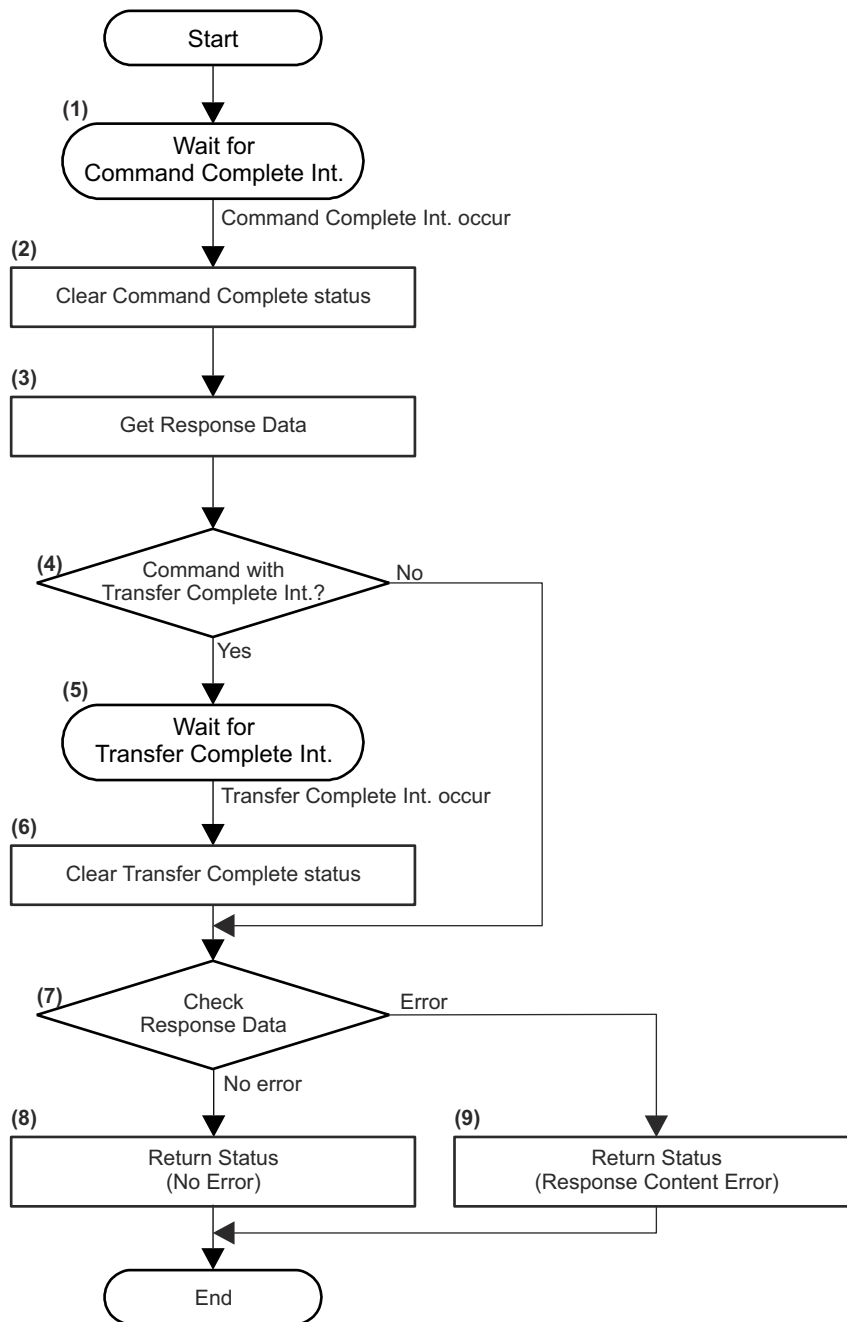 Start
(1)
Wait for
Command Complete Int.
Command Complete Int. occur
(2)
Clear Command Complete status
(3)
Get Response Data
(4)
Command with
Transfer Complete Int.?
No
Yes
(5)
Wait for
Transfer Complete Int.
Transfer Complete Int. occur
(6)
Clear Transfer Complete status
(7)
Check
Response Data
Error
No error
(8)
Return Status
(No Error)
(9)
Return Status
(Response Content Error)
End